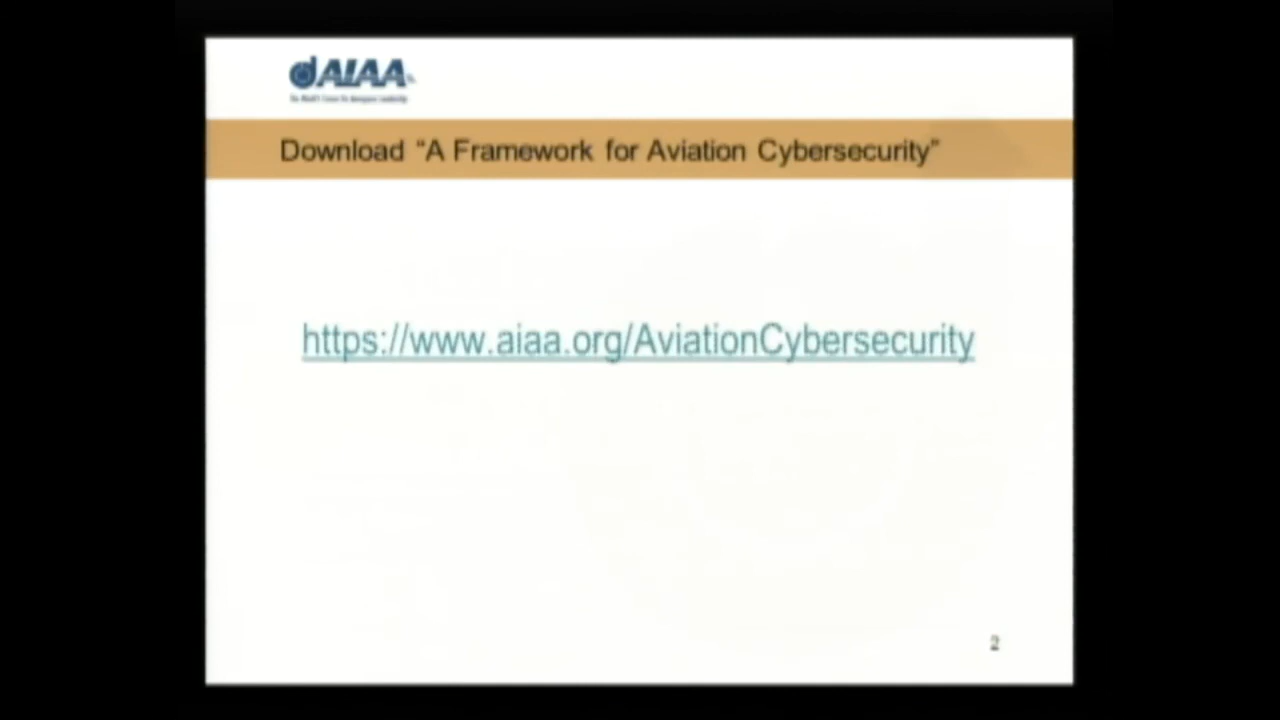 AIAA
Download “A Framework for Aviation Cybersecurity”
https://www.aiaa.org/AviationCybersecurity
2